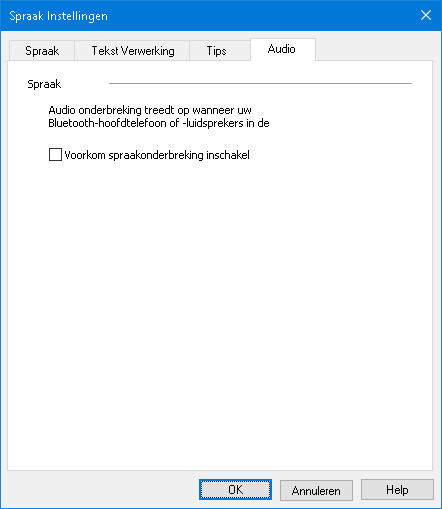 Spraak Instellingen
Spraak Tekst Verwerking Tips Audio
Spraak
Audio onderbreking treedt op wanneer uw
Bluetooth-hoofdtelefoon of -luidsprekers in de
Voorkom spraakonderbreking inschakel
OK Annuleren Help